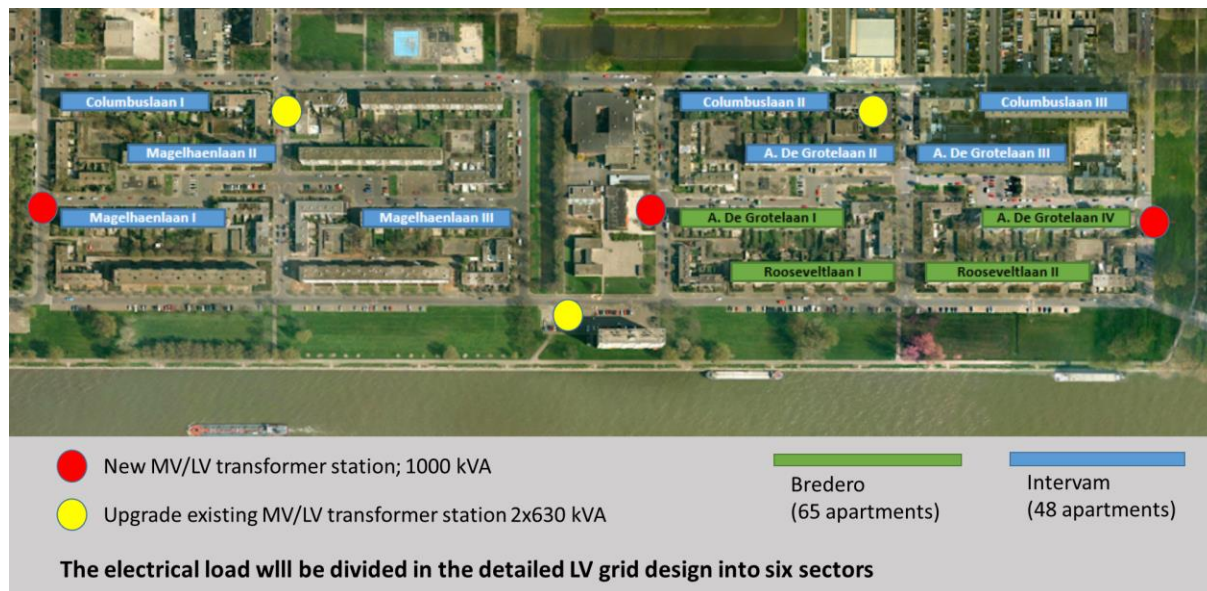 Columbuslaan I
Columbuslaan II
Columbuslaan III
Magelhaenlaan II
A. De Grotelaan II
A. De Grotelaan III
Magelhaenlaan I
Magelhaenlaan III
A. De Grotelaan I
A. De Grotelaan IV
Rooseveltlaan I
Rooseveltlaan II
New MV/LV transformer station; 1000 kVA
Upgrade existing MV/LV transformer station 2x630 kVA
Bredero
(65 apartments)
Intervam
(48 apartments)
The electrical load wlll be divided in the detailed LV grid design into six sectors